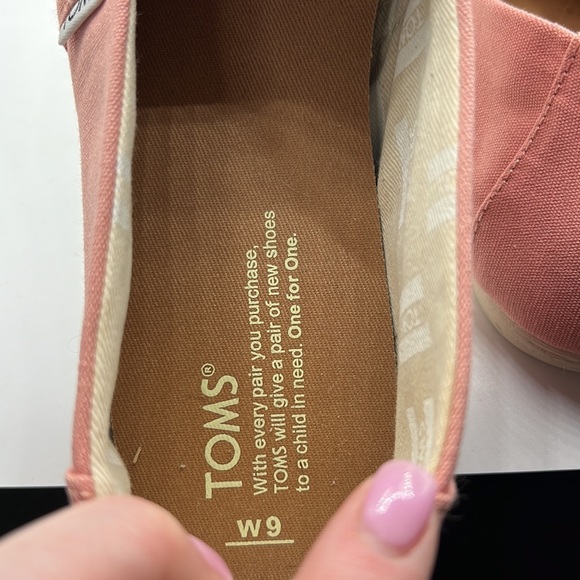 TOMS®
With every pair you purchase,
TOMS will give a pair of new shoes
to a child in need. One for One.
W9